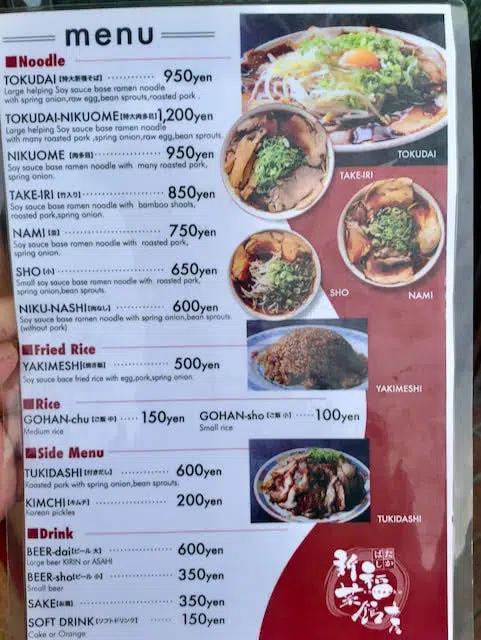 menu
■Noodle
TOKUDAI【特大新種そば】 ············ 950yen
Large helping Soy sauce base ramen noodle
with spring onion,raw egg,bean sprouts,roasted pork .
TOKUDAI-NIKUOME【特大肉多目】1,200yen
Large helping Soy sauce base ramen noodle
with many roasted pork ,spring onion,raw egg,bean sprouts.
NIKUOME 【肉多目】 ·················· 950yen
Soy sauce base ramen noodle with many roasted pork,
spring onion.
TAKE-IRI【竹入り】······················ 850yen
Soy sauce base ramen noodle with bamboo shoots,
roasted pork,spring onion.
NAMI【並】 ······························ 750yen
Soy sauce base ramen noodle with roasted pork,
spring onion.
SHO【小】 ································ 650yen
Small soy sauce base ramen noodle with roasted pork,
spring onion,bean sprouts.
NIKU-NASHI【肉なし】 ·············· 600yen
Soy sauce base ramen noodle with spring onion,bean sprouts.
(without pork)
TOKUDAI
TAKE-IRI
SHO
NAMI
■Fried Rice
YAKIMESHI【焼き飯】 ················ 500yen
Soy sauce bace fried rice with egg,pork,spring onion.
YAKIMESHI
■Rice
GOHAN-chu【ご飯 中】 ······ 150yen
Medium rice
GOHAN-sho【ご飯 小】 ······ 100yen
Small rice
■Side Menu
TUKIDASHI【付きだし】 ············ 600yen
Roasted pork with spring onion,bean sprouts.
KIMCHI【キムチ】 ···················· 200yen
Korean pickles
TUKIDASHI
■Drink
BEER-dai【ビール 大】 ·············· 600yen
Large beer KIRIN or ASAHI
BEER-sho【ビール 小】 ·············· 350yen
Small beer
SAKE【お酒】 ·························· 350yen
SOFT DRINK【ソフトドリンク】 ······ 150yen
Coke or Orange
たか
ばし
新福
菜館